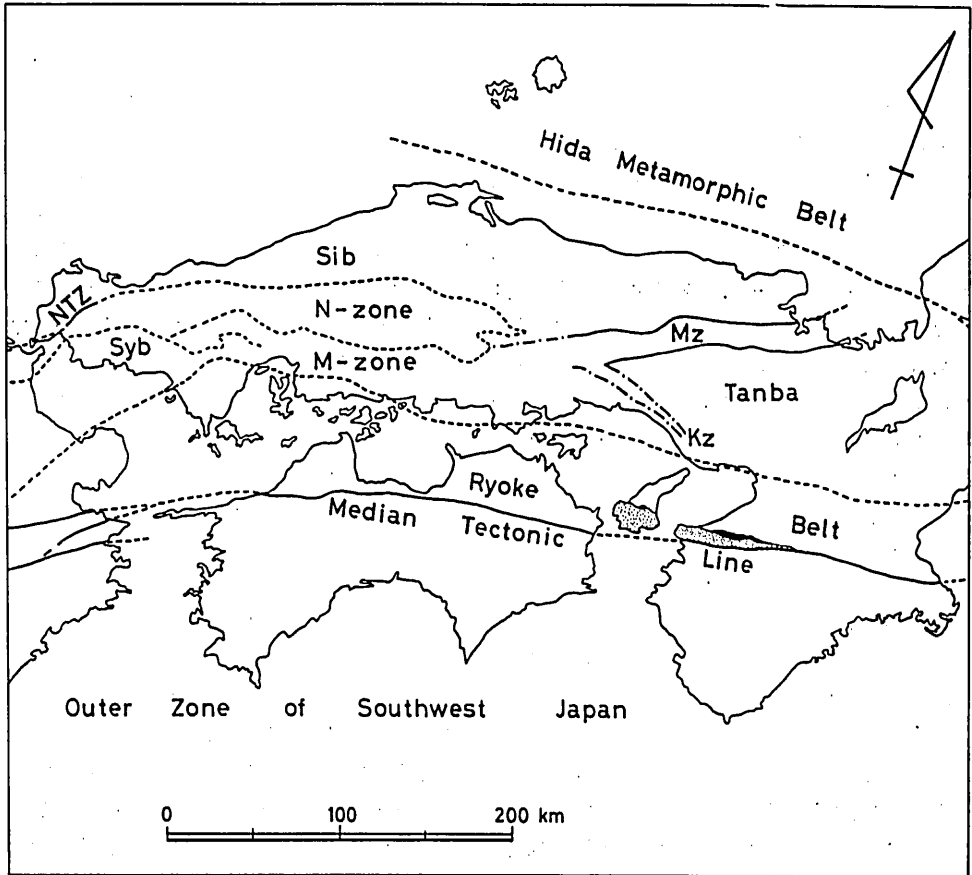 Hida Metamorphic Belt
Sib
NTZ
N-zone
Mz
Syb
M-zone
Tanba
Kz
Ryoke
Belt
Median Tectonic
Line
Outer Zone of Southwest Japan
0 100 200 km